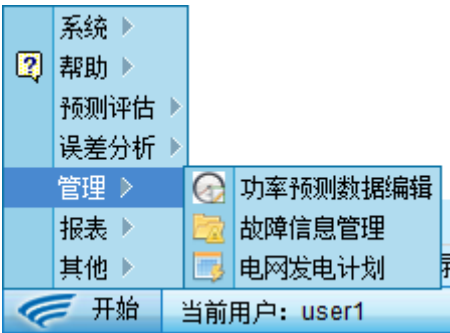 系统
帮助
预测评估
误差分析
管理
功率预测数据编辑
报表
故障信息管理
其他
电网发电计划
开始
当前用户：user1